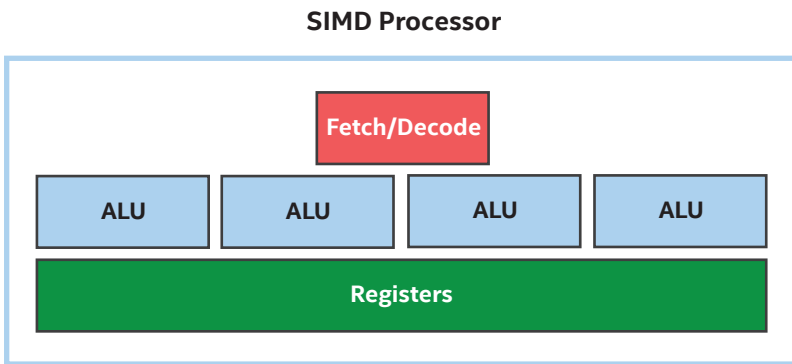 SIMD Processor
Fetch/Decode
ALU ALU ALU ALU
Registers